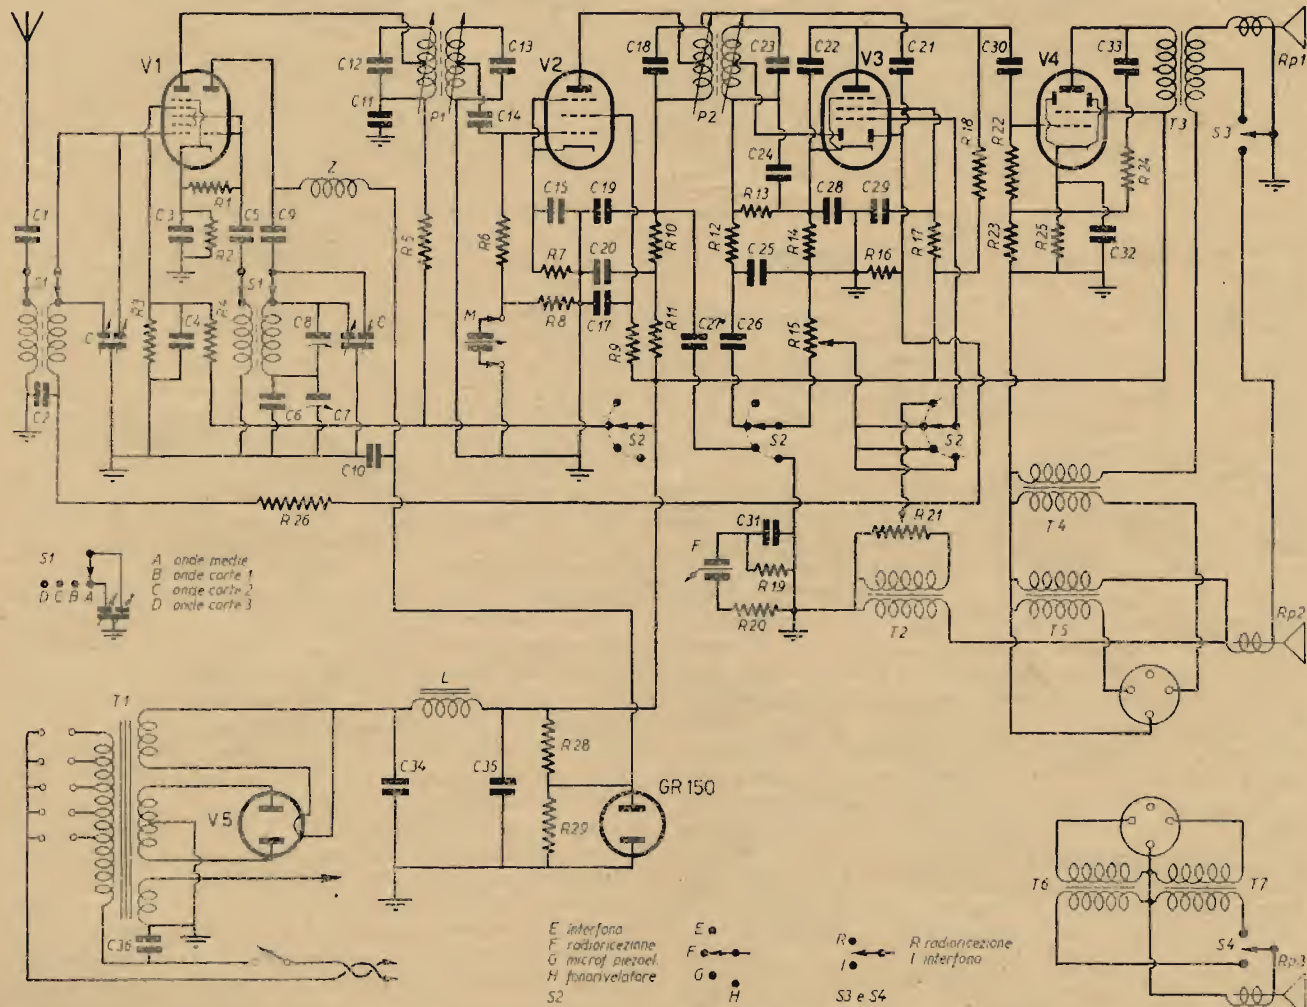 C12
C13
C18
C23
C22
C21
C30
C33
Rp1
V1
V2
V3
V4
P1
P2
C11
C14
T3
S3
R18
R22
R24
C24
R1
Z
C1
C3
C5
C9
R2
R5
R6
C15
C19
R10
R12
R13
C28
C29
R14
R17
R23
R25
C32
R7
C20
C25
R16
S1
S1
R3
C4
R4
C
C8
C
M
R8
C17
R9
R11
C27
C26
R15
C2
C6
C7
C10
S2
S2
S2
R26
C31
F
R19
R20
R21
T2
T4
T5
Rp2
S1
D C B A
A onde medie
B onde corte 1
C onde corte 2
D onde corte 3
T1
L
R28
C34
C35
GR150
V5
R29
C36
T6
T7
S4
Rp3
E interfono
F radioricezione
G microf. piezoel.
H fonorivelatore
S2
E
F
G
H
R
I
S3 e S4
R radioricezione
I interfono